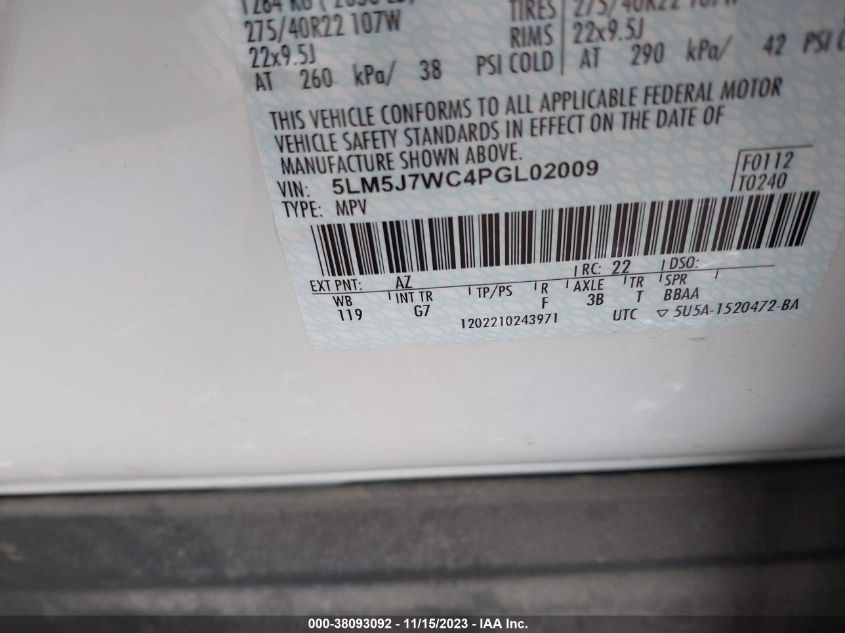 1284 KG
275/40R22 107W TIRES 275/40R22 107W
22x9.5J RIMS 22x9.5J
AT 260 kPa/ 38 PSI COLD AT 290 kPa/ 42 PSI
THIS VEHICLE CONFORMS TO ALL APPLICABLE FEDERAL MOTOR
VEHICLE SAFETY STANDARDS IN EFFECT ON THE DATE OF
MANUFACTURE SHOWN ABOVE.
VIN: 5LM5J7WC4PGL02009 F0112
TYPE: MPV T0240
EXT PNT: AZ RC: 22 DSO:
WB INT TR TP/PS R AXLE TR SPR
119 G7 F 3B T BBAA
1202210243971 UTC ▽ 5U5A-1520472-BA
000-38093092 - 11/15/2023 - IAA Inc.